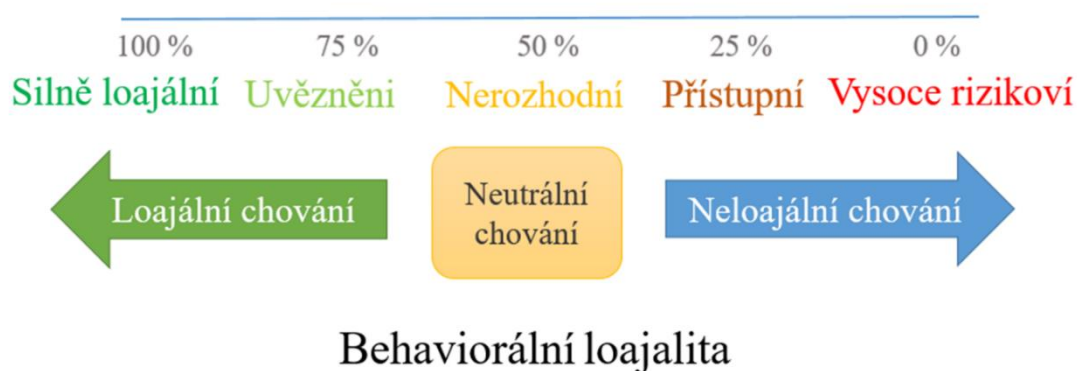 100 % 75 % 50 % 25 % 0 %
Silně loajální Uvězněni Nerozhodní Přístupní Vysoce rizikoví
Loajální chování
Neutrální
chování
Neloajální chování
Behaviorální loajalita